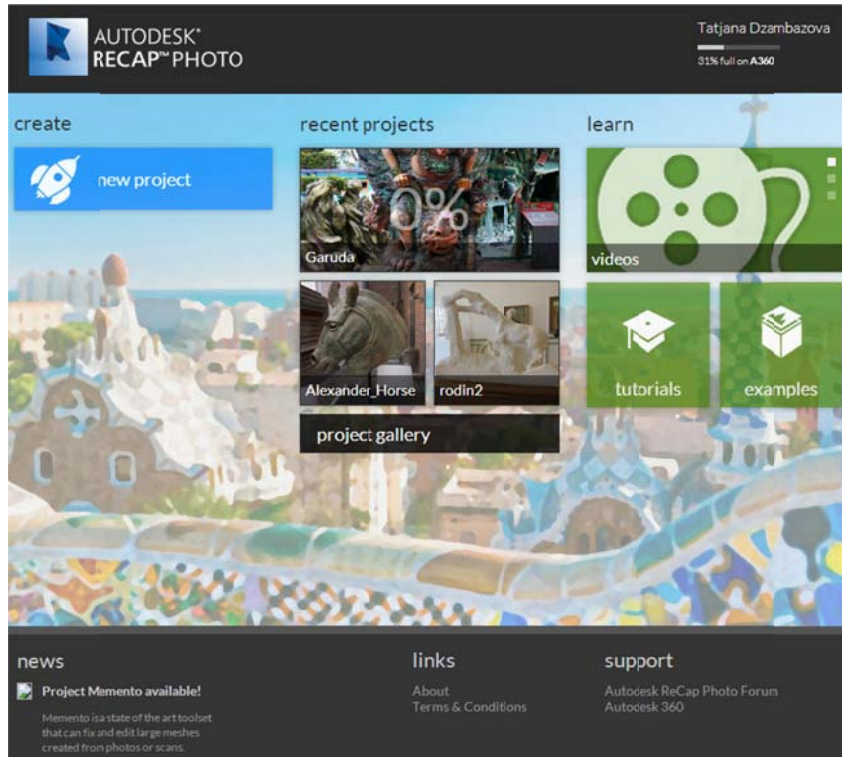 AUTODESK®
RECAP™ PHOTO
Tatjana Dzambazova
31% full on A360
create
recent projects
learn
new project
0%
Garuda
videos
Alexander_Horse
rodin2
tutorials
examples
project gallery
news
links
support
Project Memento available!
About
Autodesk ReCap Photo Forum
Terms & Conditions
Autodesk 360
Memento is a state of the art toolset
that can fix and edit large meshes
created from photos or scans.